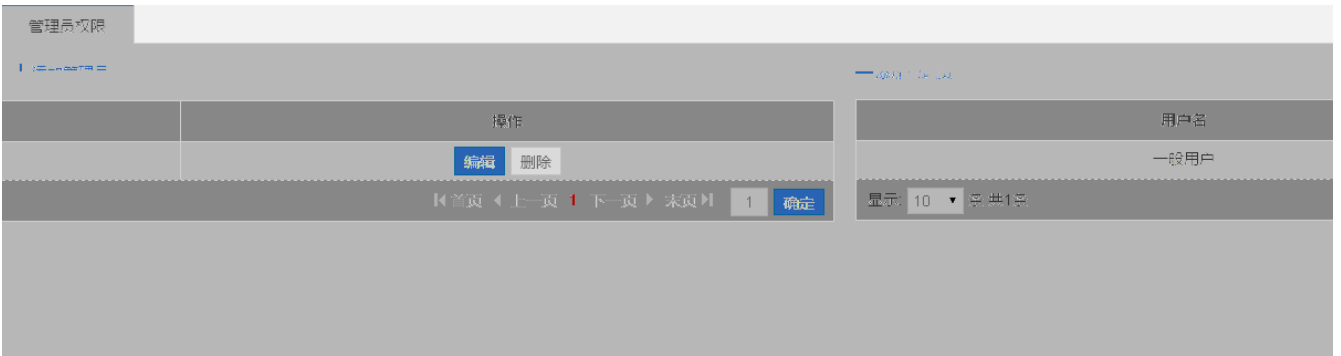 管理员权限
操作
用户名
编辑 删除
一般用户
首页 上一页 1 下一页 末页 1 确定
显示: 10 条 共1条